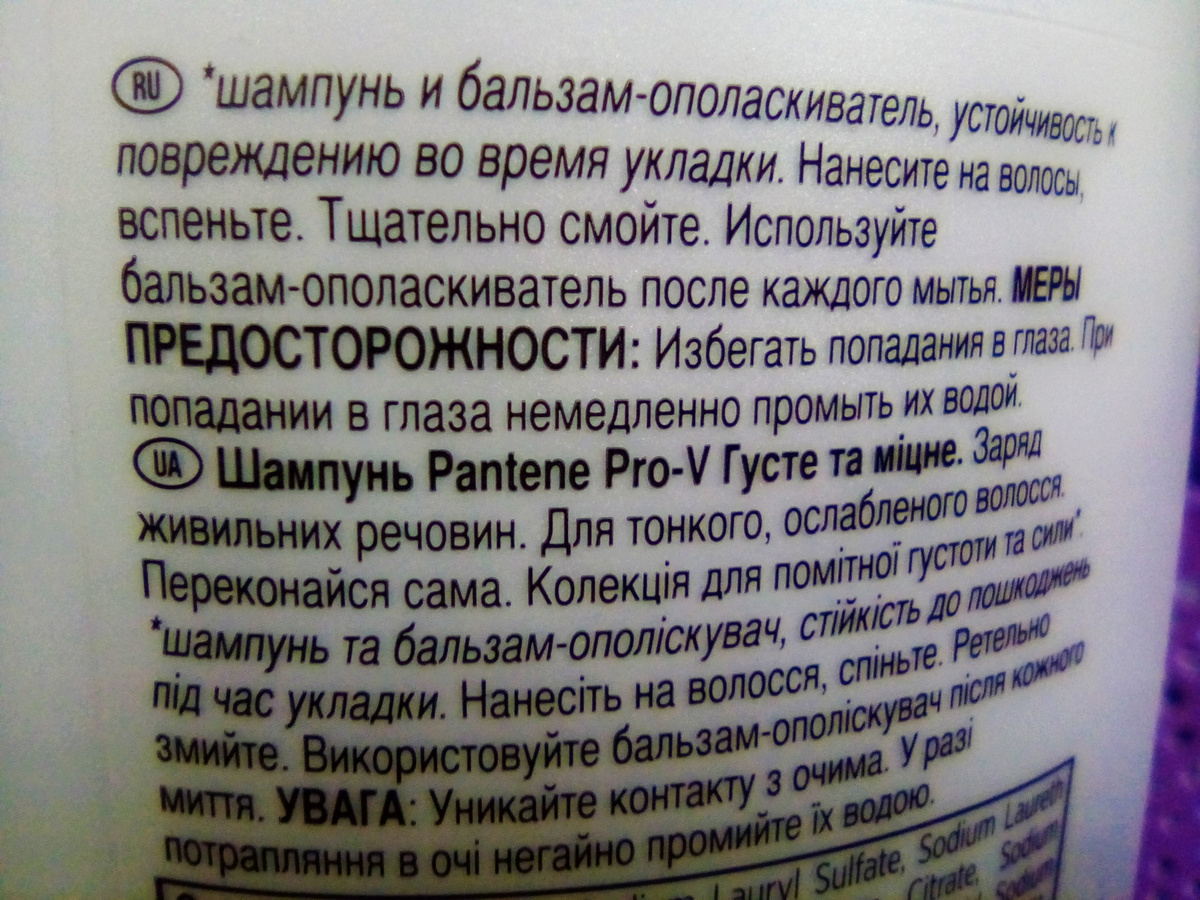 RU *шампунь и бальзам-ополаскиватель, устойчивость к
повреждению во время укладки. Нанесите на волосы,
вспеньте. Тщательно смойте. Используйте
бальзам-ополаскиватель после каждого мытья. МЕРЫ
ПРЕДОСТОРОЖНОСТИ: Избегать попадания в глаза. При
попадании в глаза немедленно промыть их водой.
UA Шампунь Pantene Pro-V Густе та міцне. Заряд
живильних речовин. Для тонкого, ослабленого волосся.
Переконайся сама. Колекція для помітної густоти та сили*.
*шампунь та бальзам-ополіскувач, стійкість до пошкоджень
під час укладки. Нанесіть на волосся, спіньте. Ретельно
змийте. Використовуйте бальзам-ополіскувач після кожного
миття. УВАГА: Уникайте контакту з очима. У разі
потрапляння в очі негайно промийте їх водою.
Lauryl Sulfate, Sodium Laureth
Citrate, Sodium
Sodium